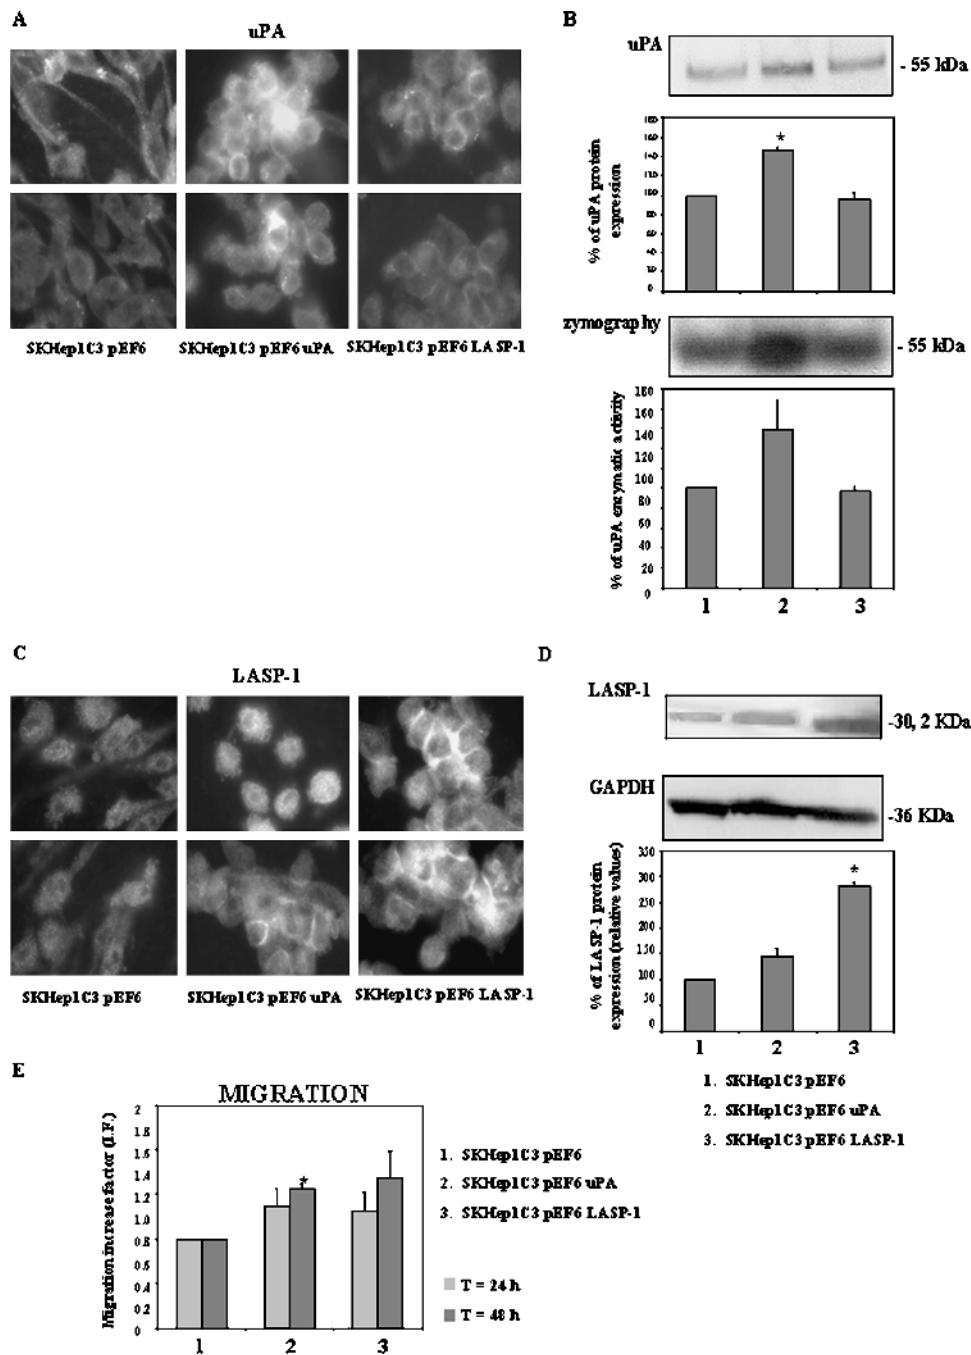 A
uPA
SKHep1C3 pEF6
SKHep1C3 pEF6 uPA
SKHep1C3 pEF6 LASP-1
B
uPA
- 55 kDa
% of uPA protein
expression
zymography
- 55 kDa
% of uPA enzymatic activity
180
160
140
120
100
80
60
40
20
0
1
2
3
*
C
LASP-1
SKHep1C3 pEF6
SKHep1C3 pEF6 uPA
SKHep1C3 pEF6 LASP-1
D
LASP-1
-30, 2 KDa
GAPDH
-36 KDa
% of LASP-1 protein
expression (relative values)
350
300
250
200
150
100
50
0
*
1
2
3
1. SKHep1C3 pEF6
2. SKHep1C3 pEF6 uPA
3. SKHep1C3 pEF6 LASP-1
E
MIGRATION
Migration increase factor (I.F.)
2
1.8
1.6
1.4
1.2
1.0
0.8
0.6
0.4
0.2
0
*
1
2
3
1. SKHep1C3 pEF6
2. SKHep1C3 pEF6 uPA
3. SKHep1C3 pEF6 LASP-1
T = 24 h
T = 48 h